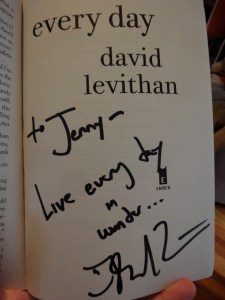 every day
david
levithan
to Jenny-
Live every day
in
wonder...